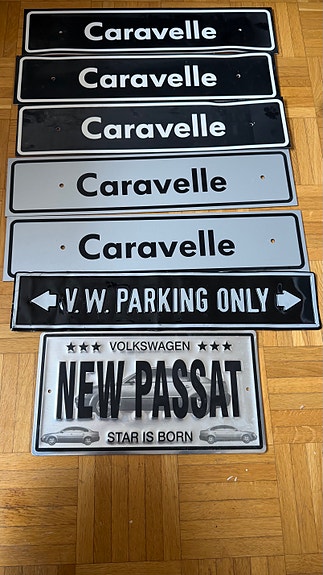 Caravelle
Caravelle
Caravelle
Caravelle
Caravelle
V.W. PARKING ONLY
★★★ VOLKSWAGEN ★★★
NEW PASSAT
STAR IS BORN